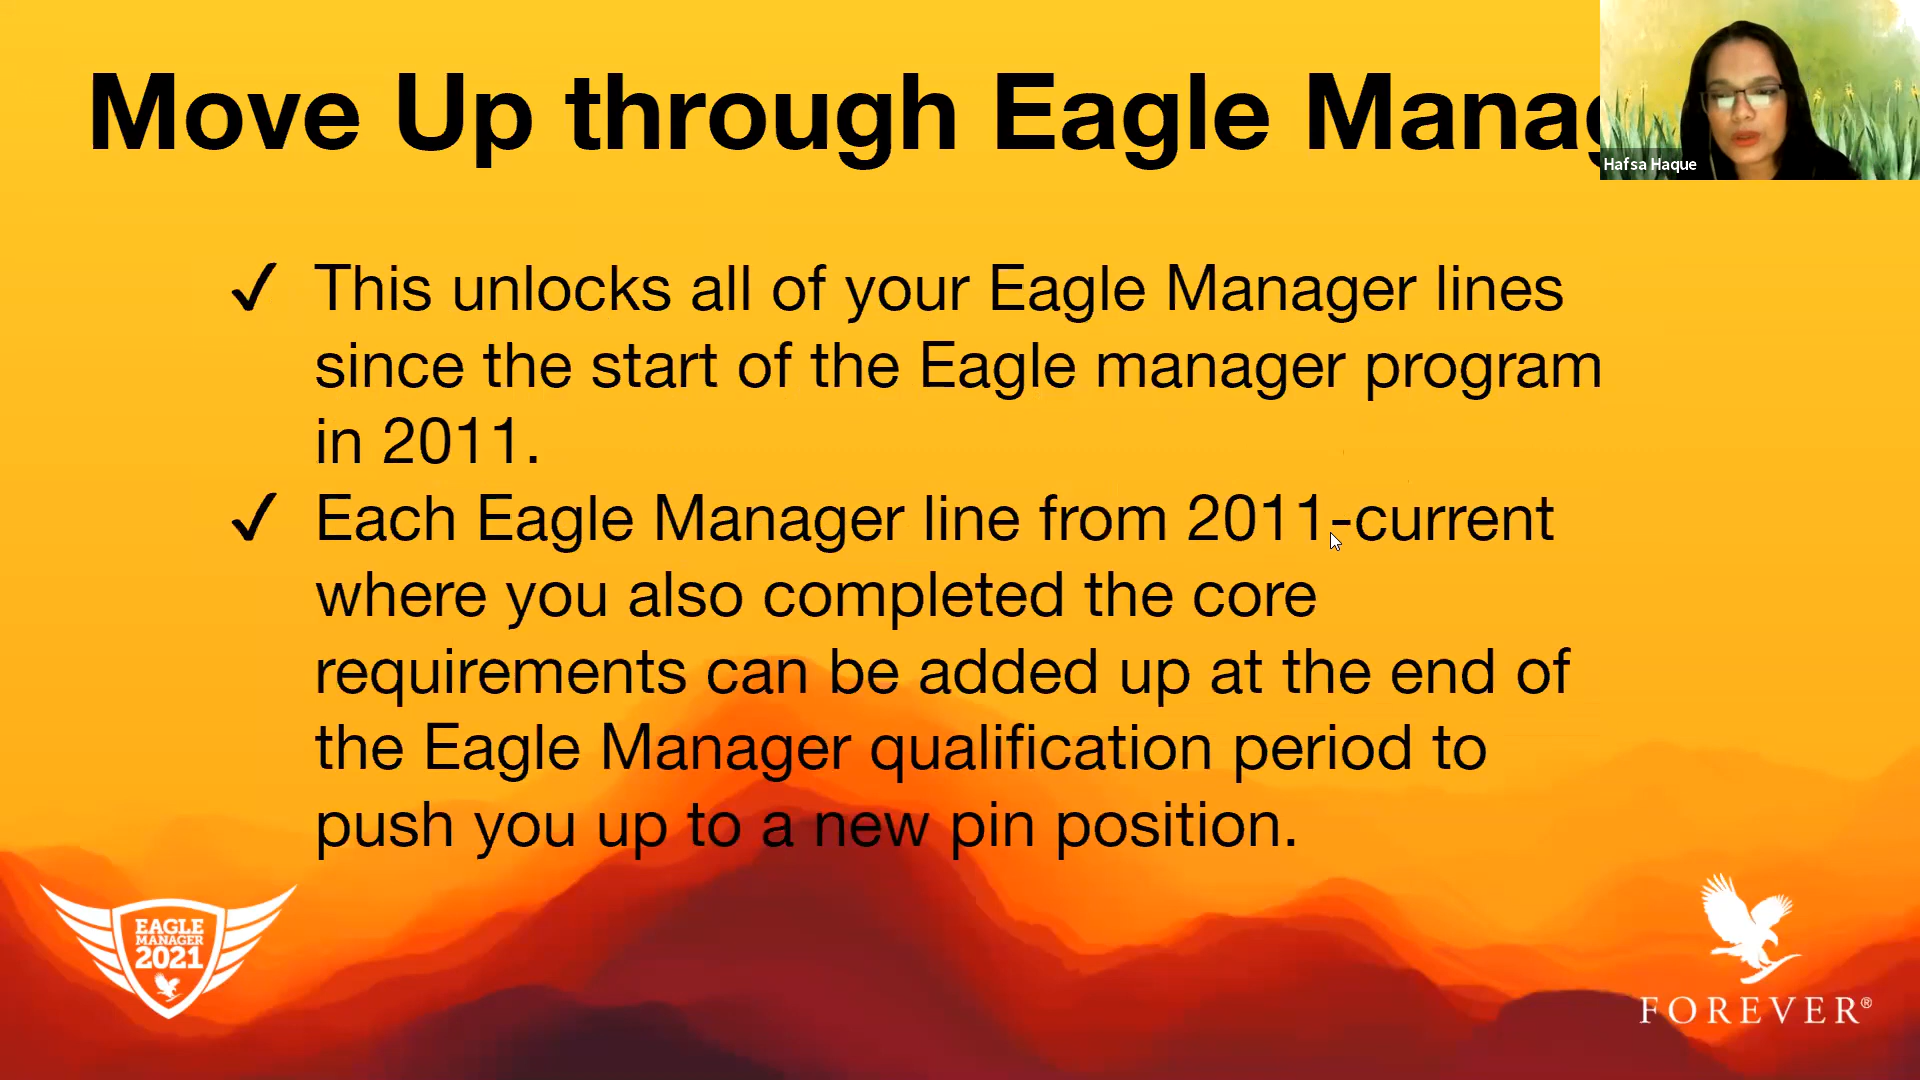 Move Up through Eagle Mana
Hafsa Haque
✓ This unlocks all of your Eagle Manager lines
since the start of the Eagle manager program
in 2011.
✓ Each Eagle Manager line from 2011-current
where you also completed the core
requirements can be added up at the end of
the Eagle Manager qualification period to
push you up to a new pin position.
EAGLE
MANAGER
2021
FOREVER®